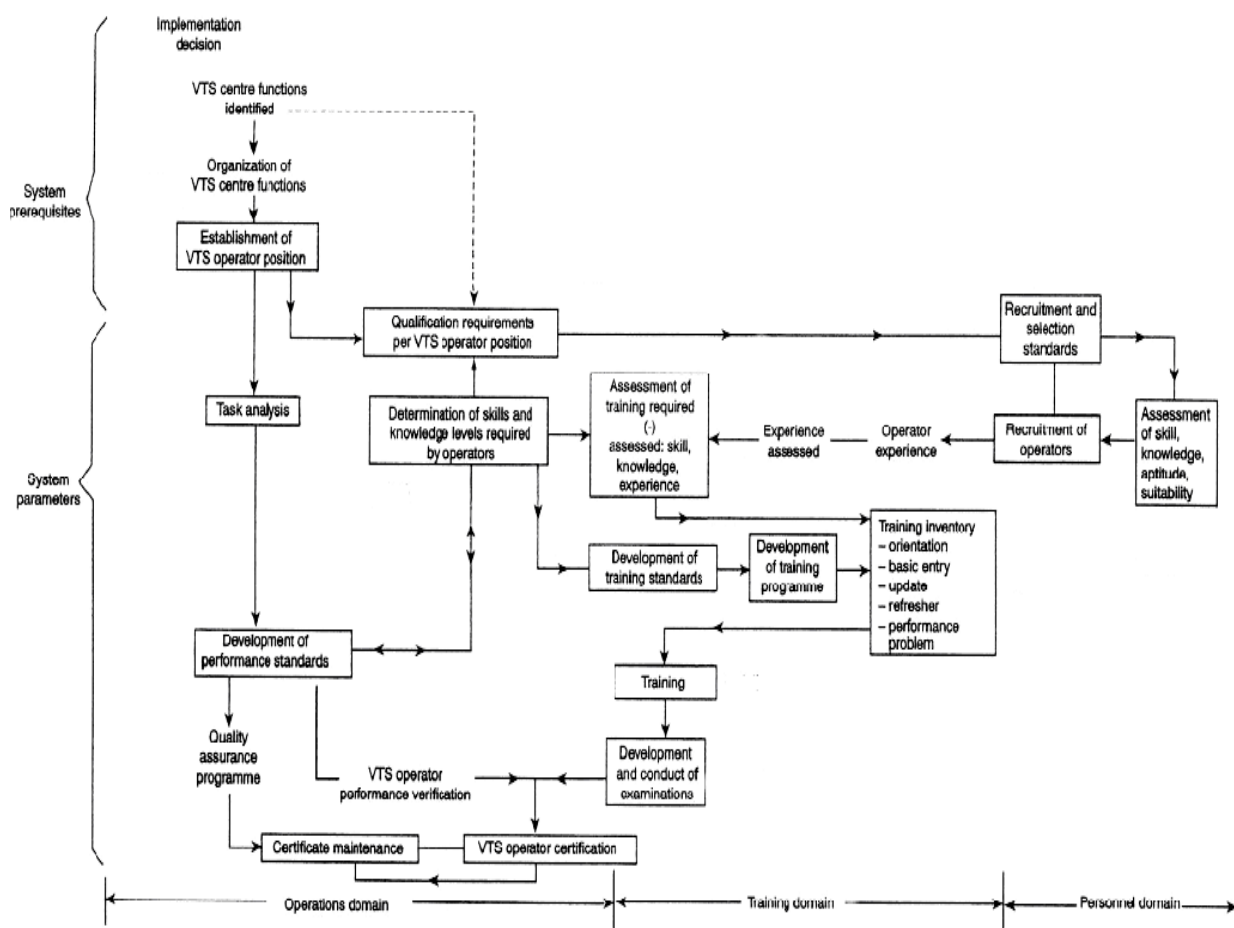 Implementation
decision
VTS centre functions
identified
Organization of
VTS centre functions
System
prerequisites
Establishment of
VTS operator position
Qualification requirements
per VTS operator position
Recruitment and
selection
standards
Task analysis
Determination of skills and
knowledge levels required
by operators
Assessment of
training required
(-)
assessed: skill,
knowledge,
experience
Experience
assessed
Operator
experience
Recruitment of
operators
Assessment
of skill,
knowledge,
aptitude,
suitability
System
parameters
Development of
training standards
Development
of training
programme
Training inventory
– orientation
– basic entry
– update
– refresher
– performance
problem
Development of
performance standards
Training
Quality
assurance
programme
VTS operator
performance verification
Development
and conduct of
examinations
Certificate maintenance
VTS operator certification
Operations domain
Training domain
Personnel domain